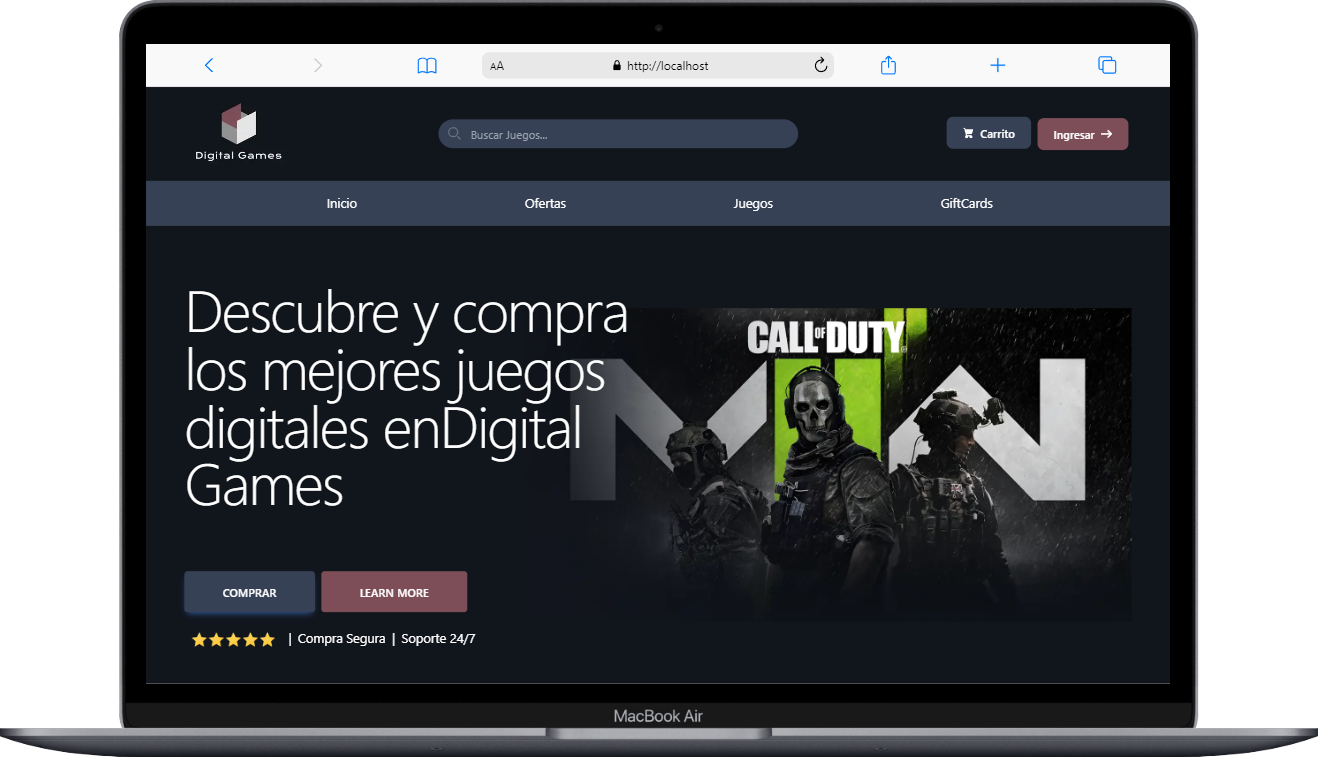 AA http://localhost
Digital Games
Buscar Juegos...
Carrito
Ingresar
Inicio Ofertas Juegos GiftCards
Descubre y compra
los mejores juegos
digitales enDigital
Games
CALL OF DUTY
MWII
COMPRAR
LEARN MORE
| Compra Segura | Soporte 24/7
MacBook Air